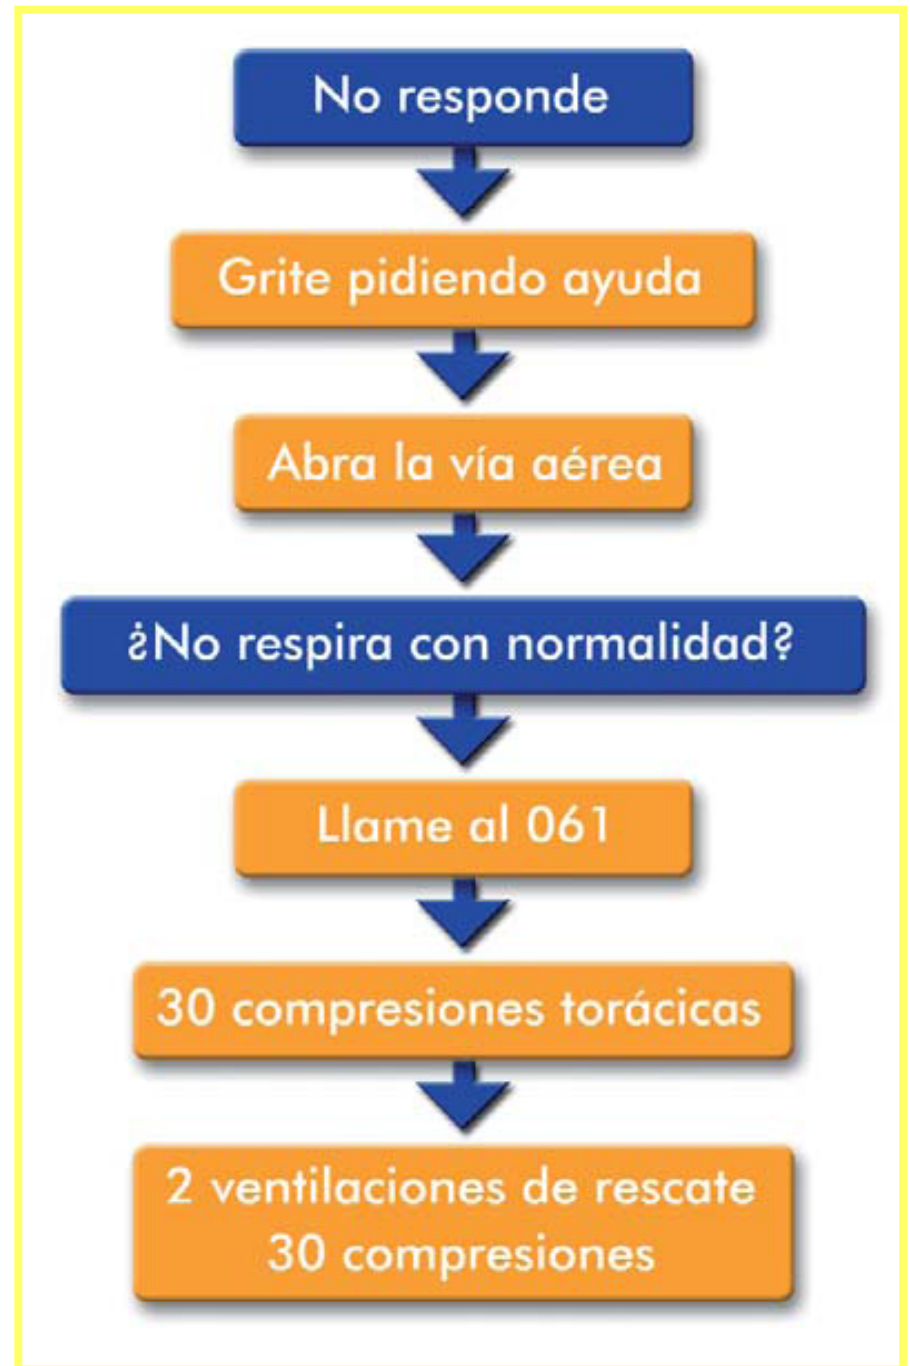 No responde
Grite pidiendo ayuda
Abra la vía aérea
¿No respira con normalidad?
Llame al 061
30 compresiones torácicas
2 ventilaciones de rescate
30 compresiones